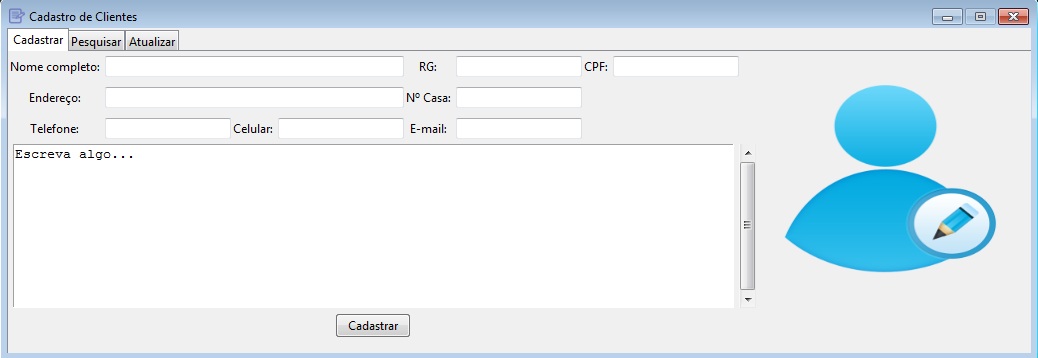 Cadastro de Clientes
Cadastrar Pesquisar Atualizar
Nome completo: RG: CPF:
Endereço: Nº Casa:
Telefone: Celular: E-mail:
Escreva algo...
Cadastrar